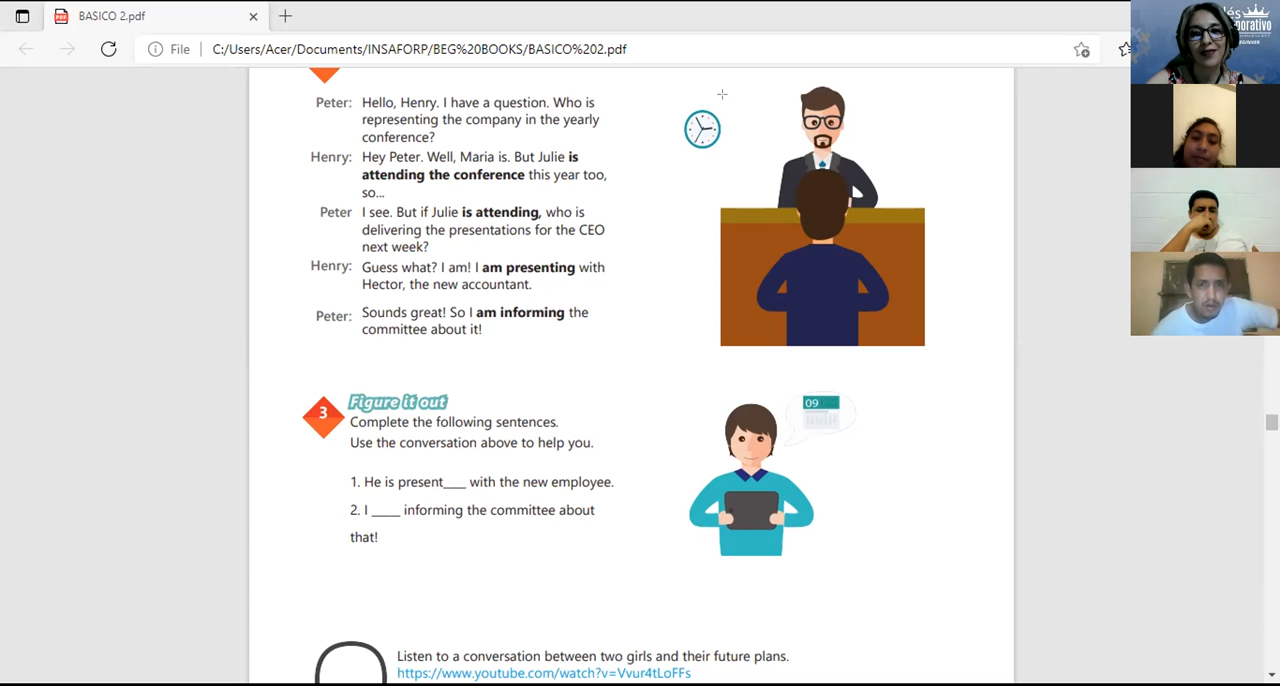 BASICO 2.pdf
File
C:/Users/Acer/Documents/INSAFORP/BEG%20BOOKS/BASICO%202.pdf
Peter: Hello, Henry. I have a question. Who is
representing the company in the yearly
conference?
Henry: Hey Peter. Well, Maria is. But Julie is
attending the conference this year too,
so...
Peter I see. But if Julie is attending, who is
delivering the presentations for the CEO
next week?
Henry: Guess what? I am! I am presenting with
Hector, the new accountant.
Peter: Sounds great! So I am informing the
committee about it!
3
Figure it out
Complete the following sentences.
Use the conversation above to help you.
09
1. He is present___ with the new employee.
2. I ____ informing the committee about
that!
Listen to a conversation between two girls and their future plans.
https://www.youtube.com/watch?v=Vvur4tLoFFs